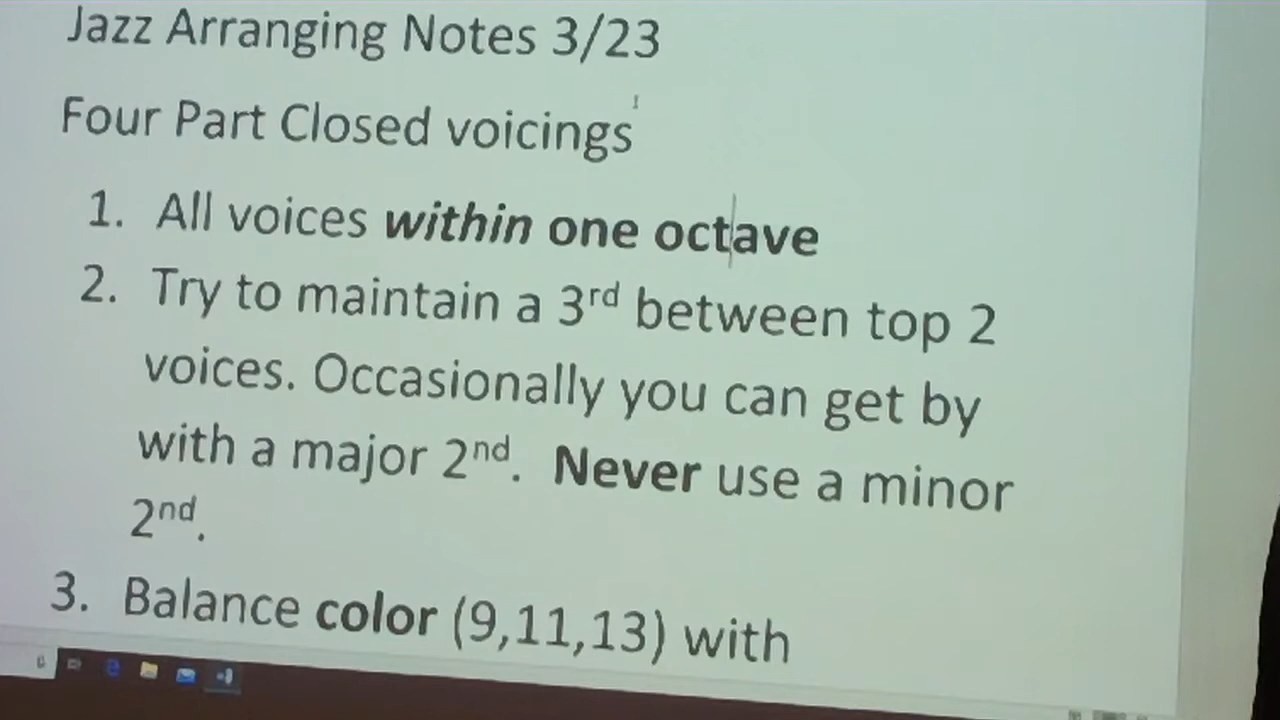 Jazz Arranging Notes 3/23
Four Part Closed voicings
1. All voices within one octave
2. Try to maintain a 3rd between top 2
voices. Occasionally you can get by
with a major 2nd. Never use a minor
2nd.
3. Balance color (9,11,13) with